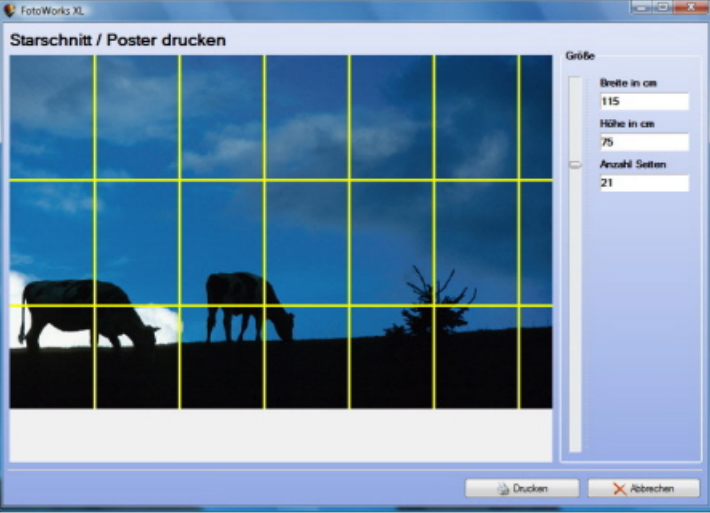 FotoWorks XL
Starschnitt / Poster drucken
Größe
Breite in cm
115
Höhe in cm
75
Anzahl Seiten
21
Drucken
Abbrechen